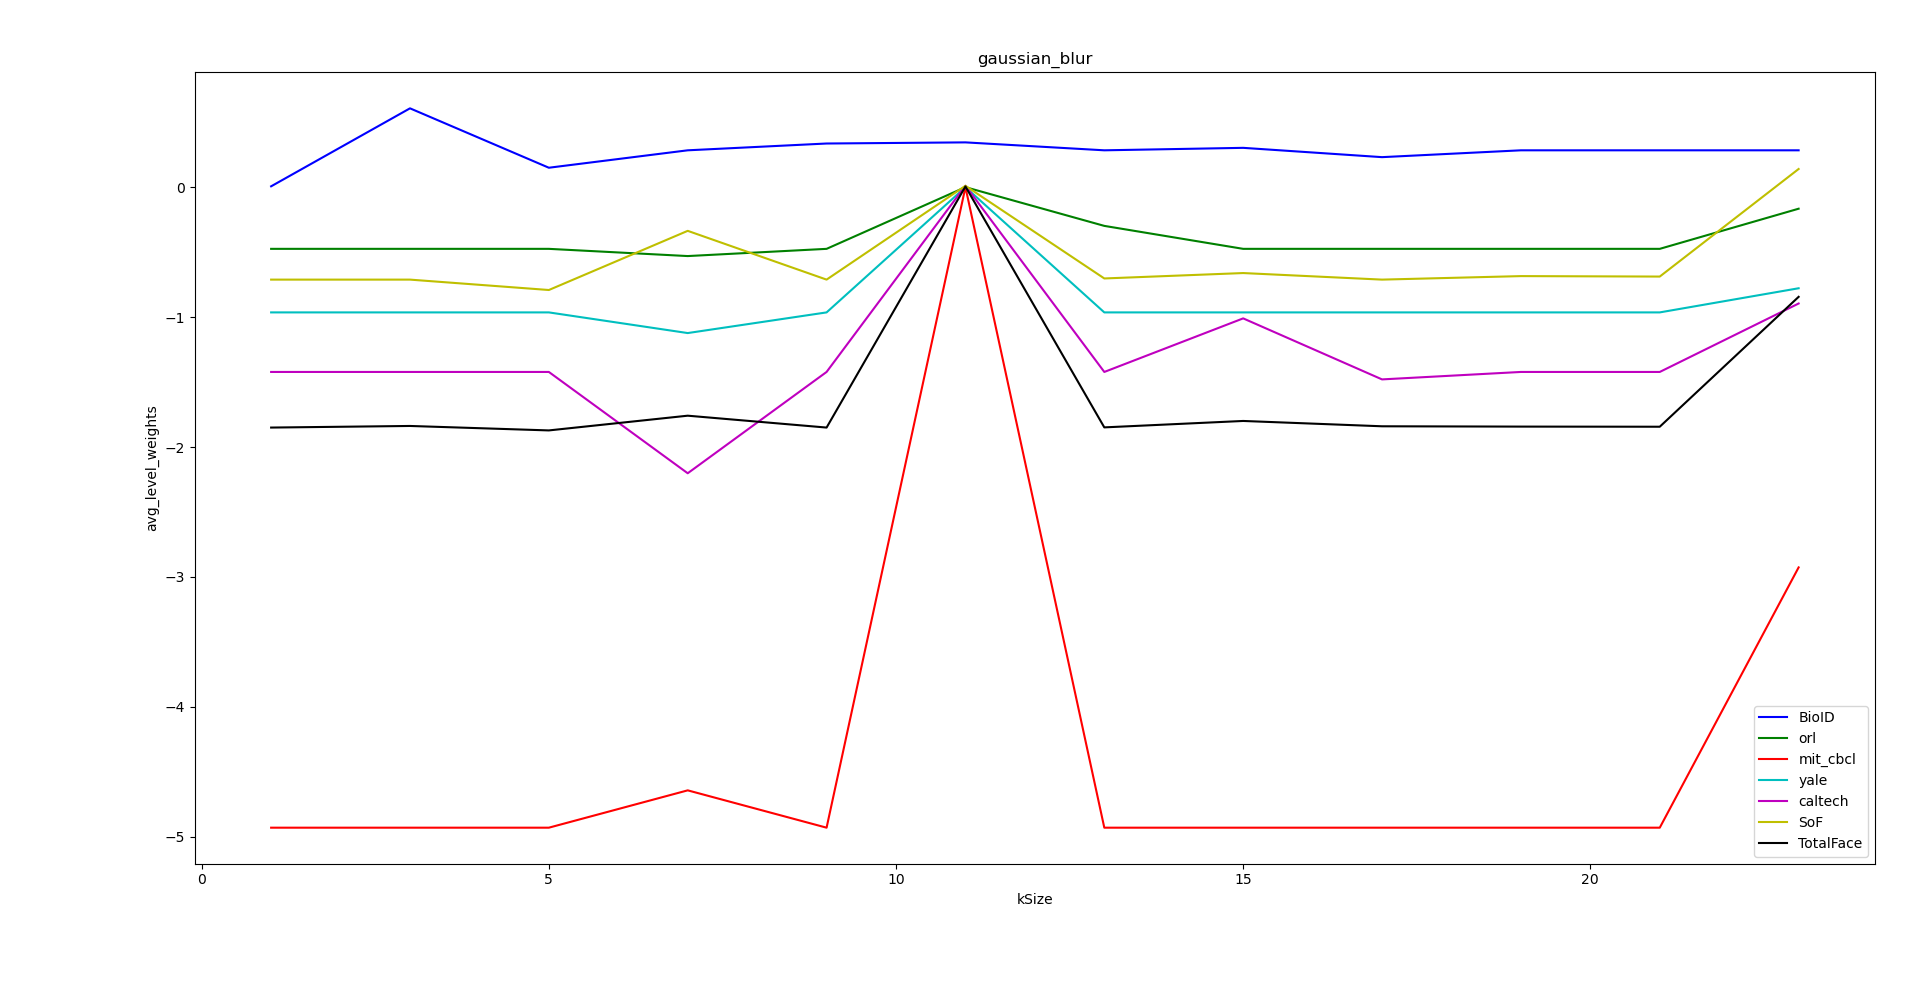 gaussian_blur
avg_level_weights
0
−1
−2
−3
−4
−5
0
5
10
15
20
kSize
BioID
orl
mit_cbcl
yale
caltech
SoF
TotalFace